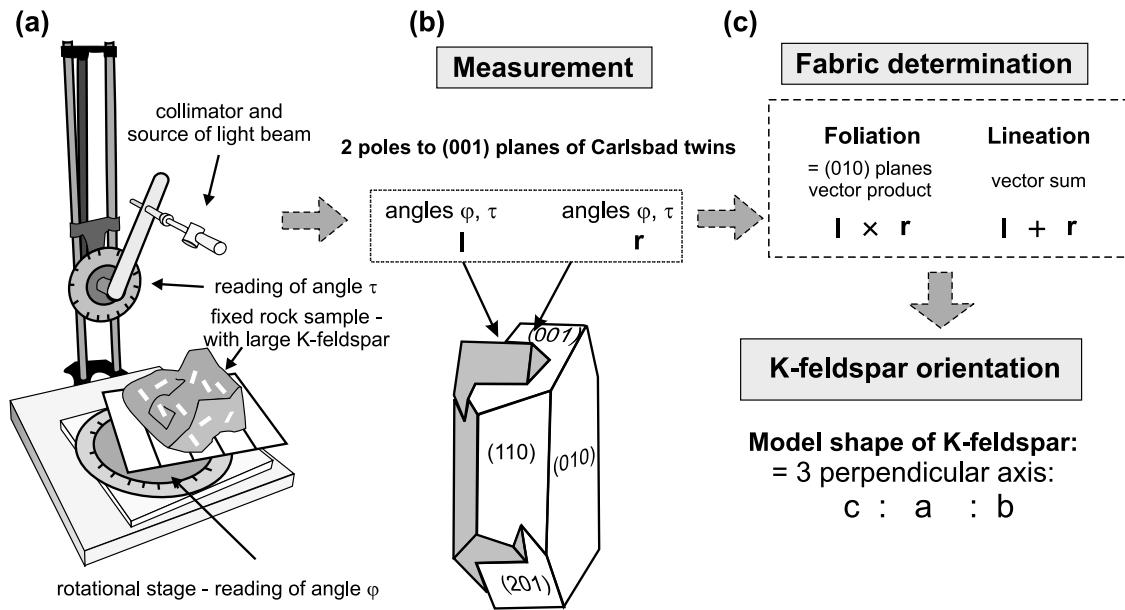 (a)
collimator and
source of light beam
reading of angle τ
fixed rock sample -
with large K-feldspar
rotational stage - reading of angle φ
(b)
Measurement
2 poles to (001) planes of Carlsbad twins
angles φ, τ angles φ, τ
l r
(001)
(110)
(010)
(201)
(c)
Fabric determination
Foliation Lineation
= (010) planes
vector product vector sum
l × r l + r
K-feldspar orientation
Model shape of K-feldspar:
= 3 perpendicular axis:
c : a : b